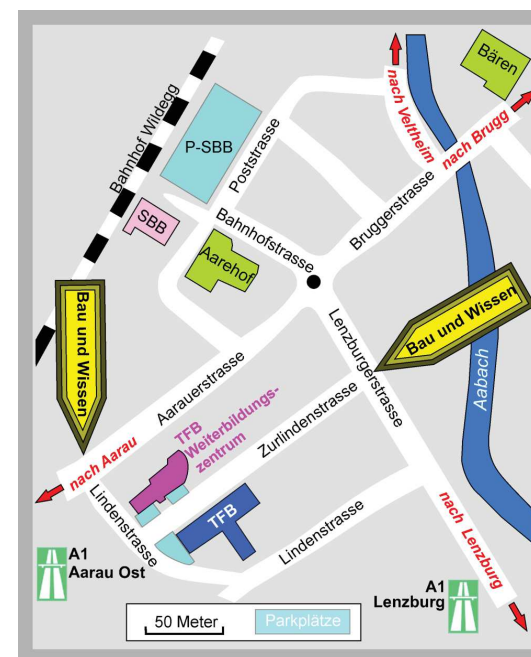 Bären
nach Veltheim
nach Brugg
Bahnhof Wildegg
P-SBB
Poststrasse
SBB
Bahnhofstrasse
Aarehof
Bruggerstrasse
Bau und Wissen
Bau und Wissen
Aabach
Lenzburgerstrasse
Aarauerstrasse
TFB
Weiterbildungs-
zentrum
Zurlindenstrasse
nach Aarau
Lindenstrasse
TFB
Lindenstrasse
nach Lenzburg
A1
Aarau Ost
A1
Lenzburg
50 Meter
Parkplätze